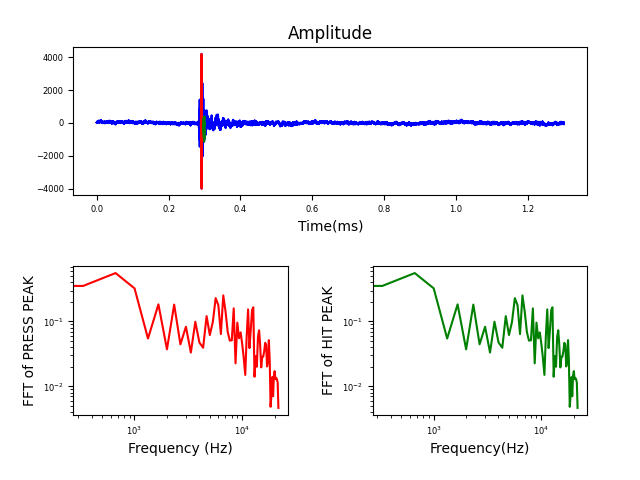 Amplitude
4000
2000
0
−2000
−4000
0.0 0.2 0.4 0.6 0.8 1.0 1.2
Time(ms)
FFT of PRESS PEAK
10⁻¹
10⁻²
10³ 10⁴
Frequency (Hz)
FFT of HIT PEAK
10⁻¹
10⁻²
10³ 10⁴
Frequency(Hz)